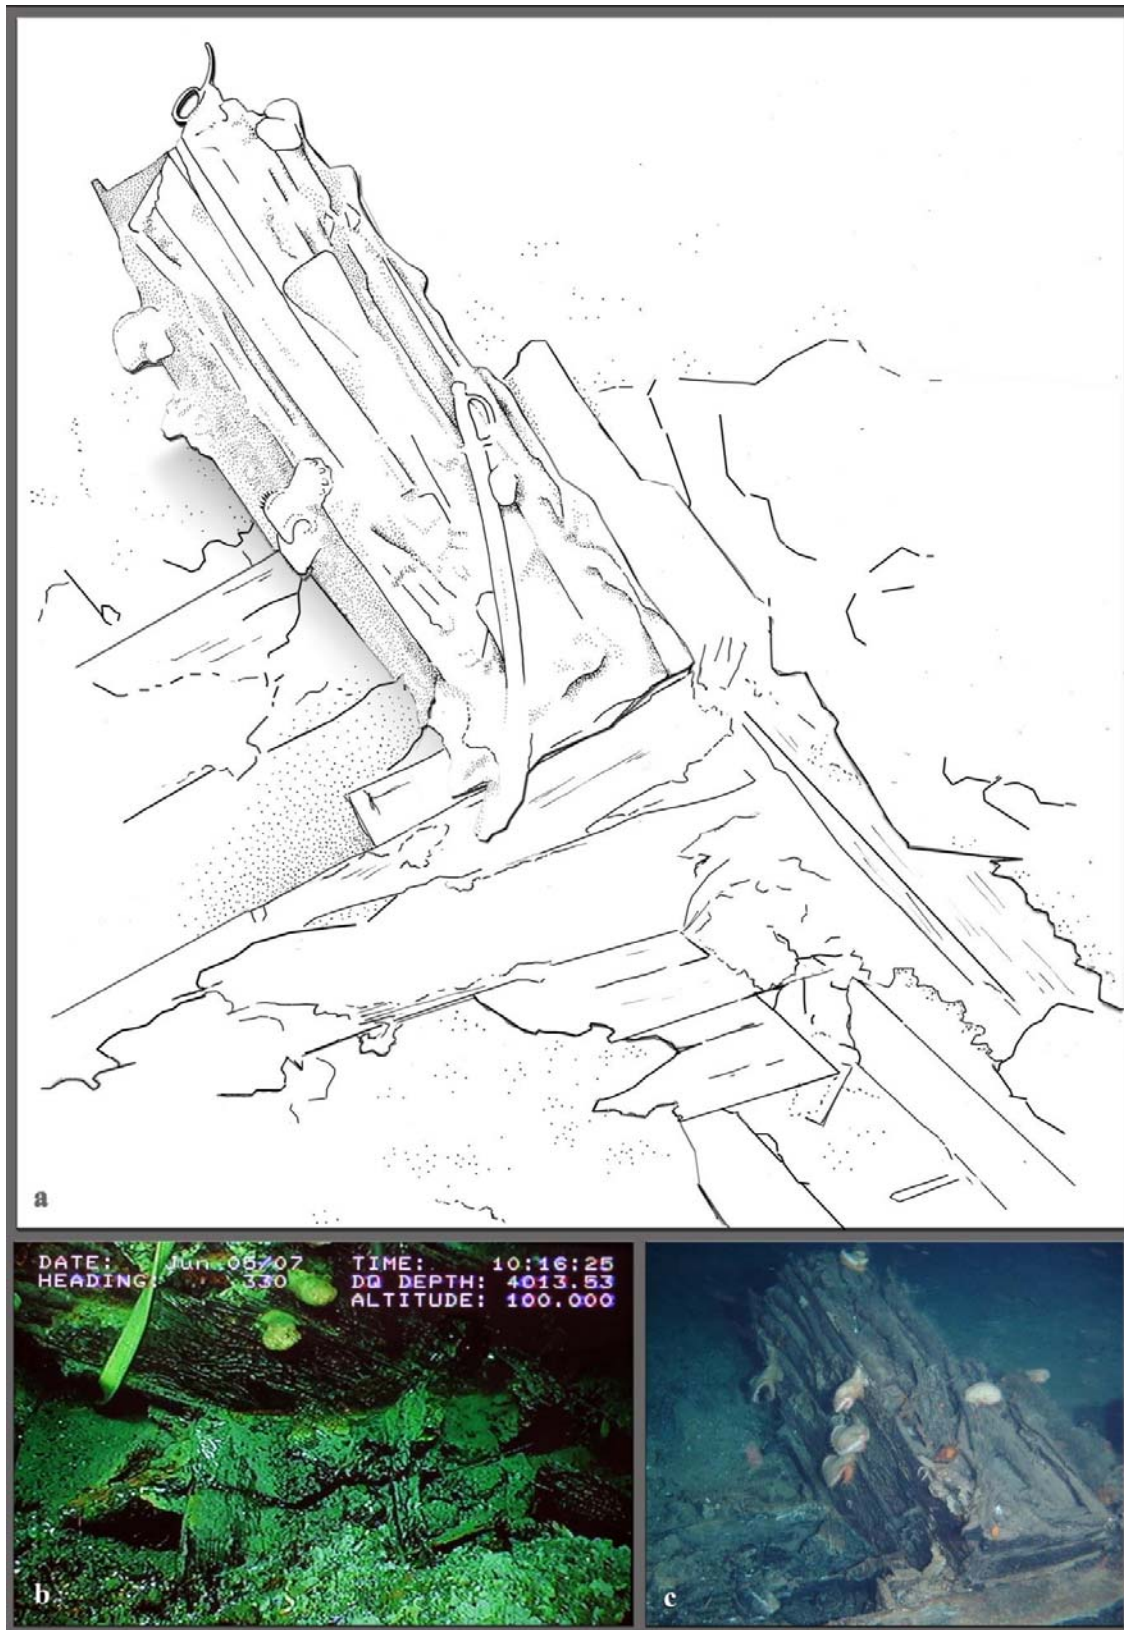 a
DATE: Jun 05/07 TIME: 10:16:25
HEADING: 330 DQ DEPTH: 4013.53
ALTITUDE: 100.000
b
c